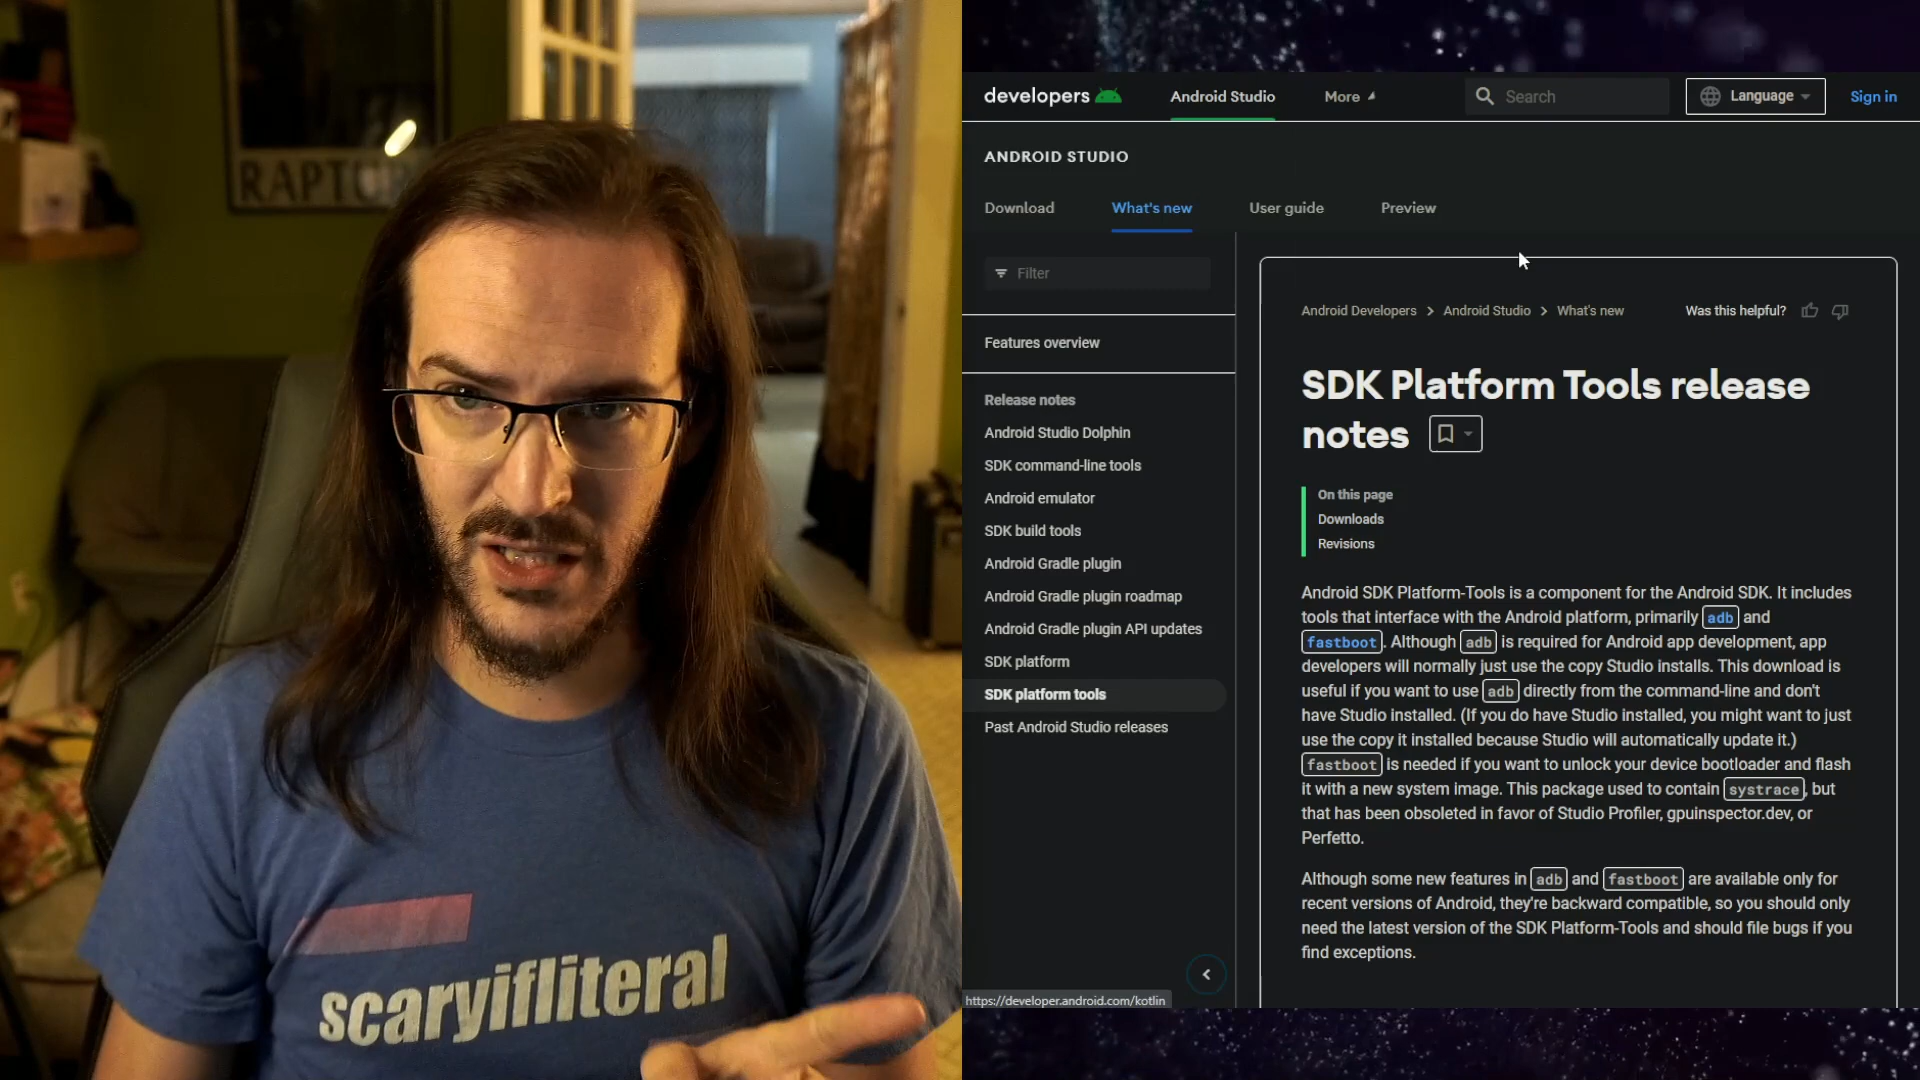 RAPTU
scaryifliteral
developers
Android Studio
More
Search
Language
Sign in
ANDROID STUDIO
Download
What's new
User guide
Preview
Filter
Features overview
Release notes
Android Studio Dolphin
SDK command-line tools
Android emulator
SDK build tools
Android Gradle plugin
Android Gradle plugin roadmap
Android Gradle plugin API updates
SDK platform
SDK platform tools
Past Android Studio releases
https://developer.android.com/kotlin
Android Developers > Android Studio > What's new
Was this helpful?
SDK Platform Tools release
notes
On this page
Downloads
Revisions
Android SDK Platform-Tools is a component for the Android SDK. It includes
tools that interface with the Android platform, primarily adb and
fastboot. Although adb is required for Android app development, app
developers will normally just use the copy Studio installs. This download is
useful if you want to use adb directly from the command-line and don't
have Studio installed. (If you do have Studio installed, you might want to just
use the copy it installed because Studio will automatically update it.)
fastboot is needed if you want to unlock your device bootloader and flash
it with a new system image. This package used to contain systrace, but
that has been obsoleted in favor of Studio Profiler, gpuinspector.dev, or
Perfetto.
Although some new features in adb and fastboot are available only for
recent versions of Android, they're backward compatible, so you should only
need the latest version of the SDK Platform-Tools and should file bugs if you
find exceptions.